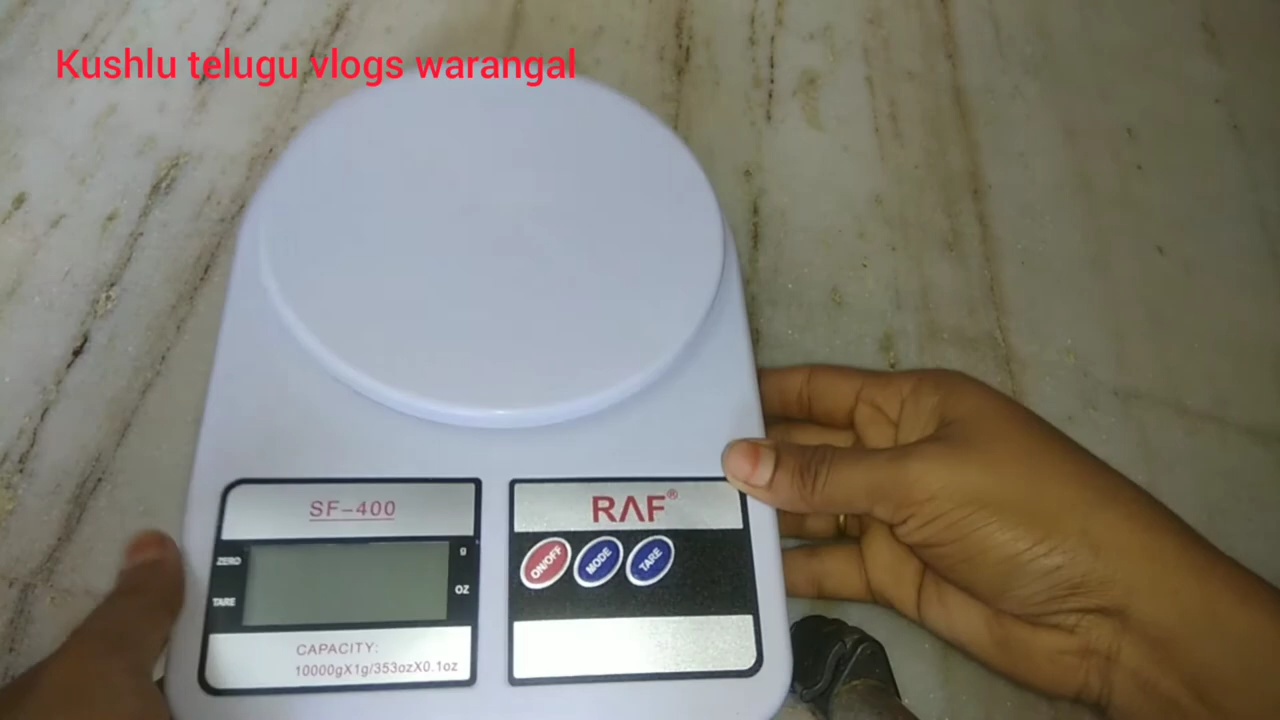 Kushlu telugu vlogs warangal
SF-400
ZERO
g
TARE
OZ
CAPACITY:
10000gX1g/353ozX0.1oz
RAF®
ON/OFF
MODE
TARE